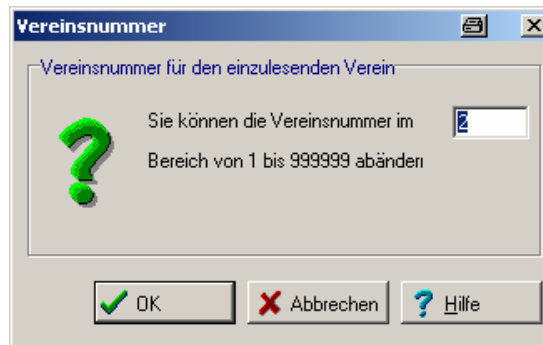 Vereinsnummer
Vereinsnummer für den einzulesenden Verein
Sie können die Vereinsnummer im 2
Bereich von 1 bis 999999 abändern
OK Abbrechen Hilfe